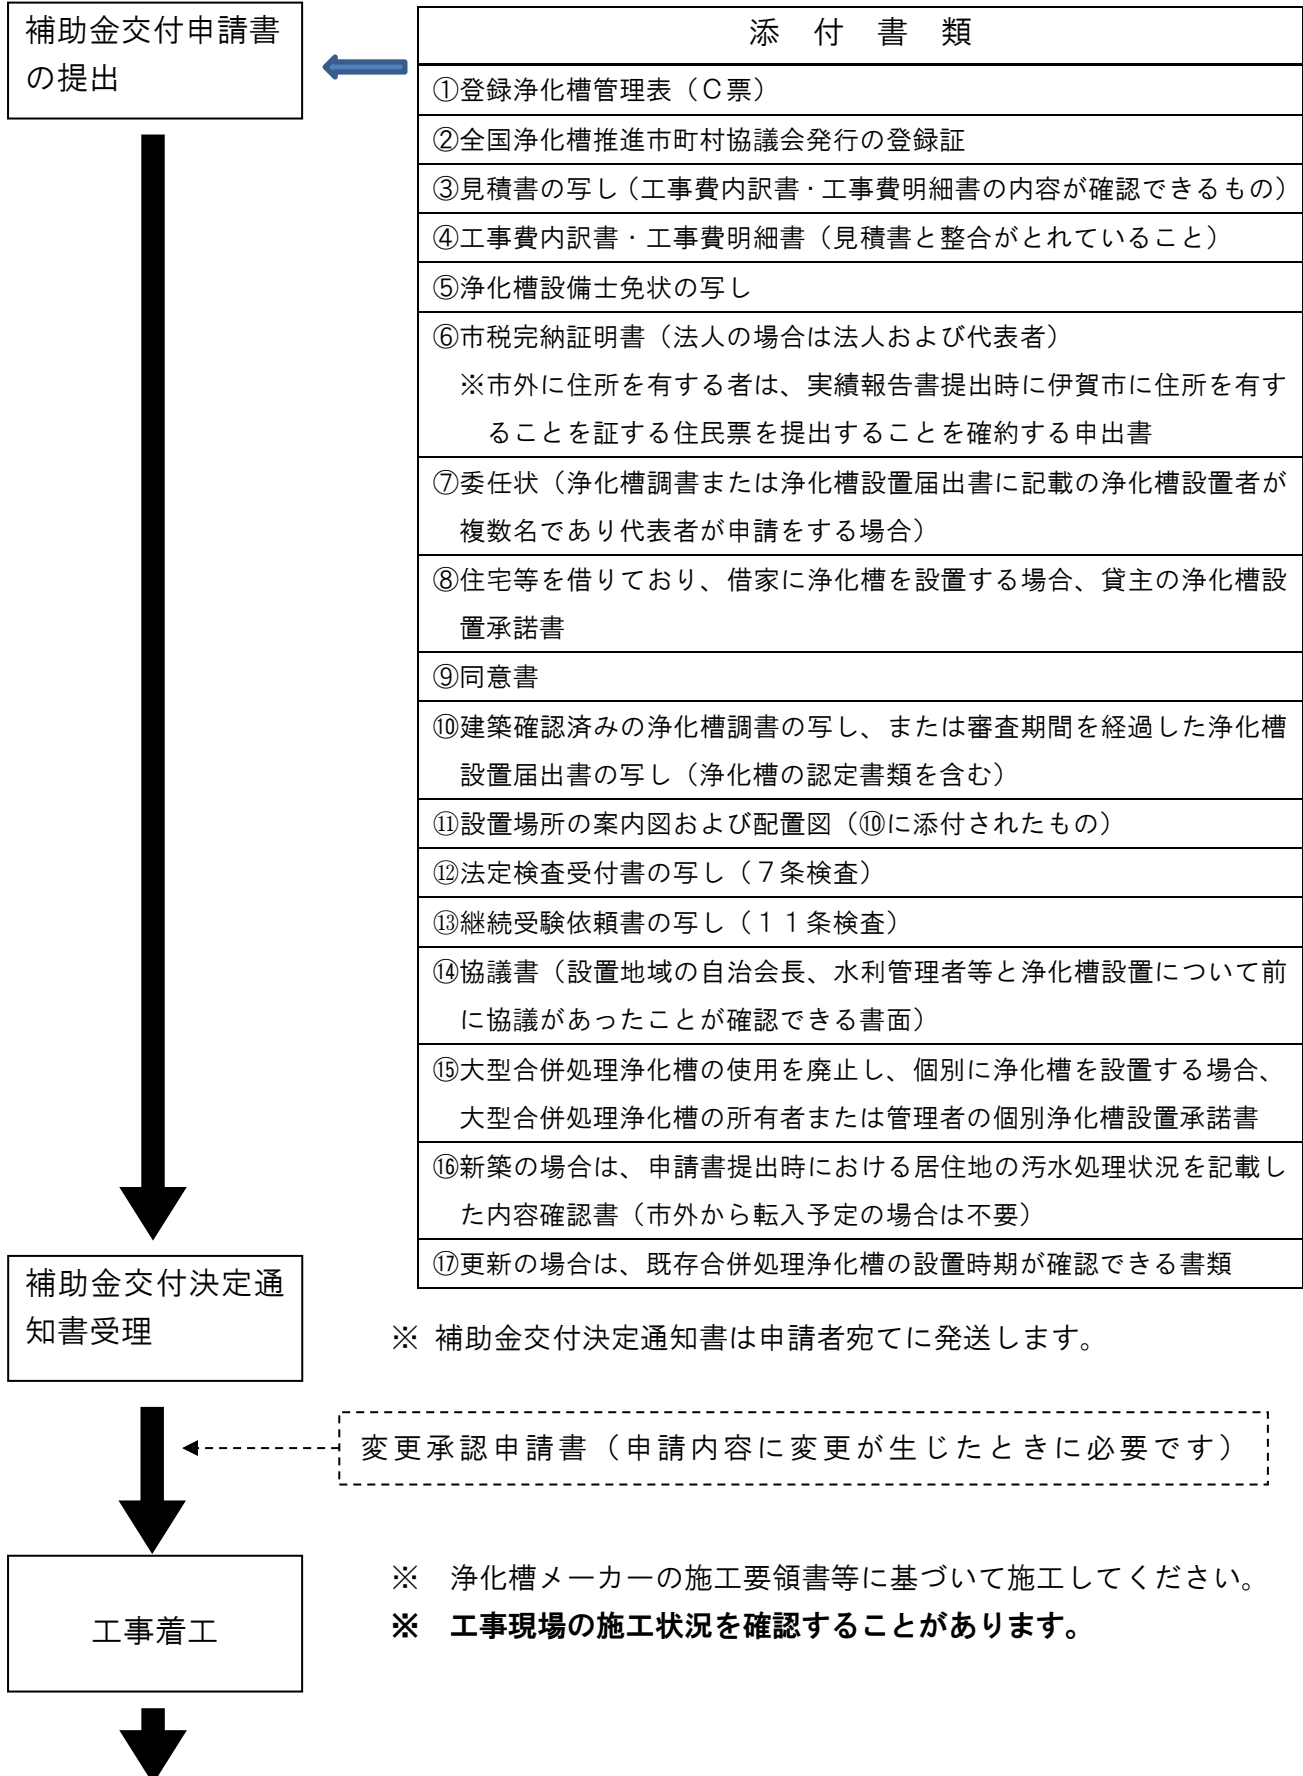 補助金交付申請書
の提出
添　付　書　類
①登録浄化槽管理表（Ｃ票）
②全国浄化槽推進市町村協議会発行の登録証
③見積書の写し（工事費内訳書・工事費明細書の内容が確認できるもの）
④工事費内訳書・工事費明細書（見積書と整合がとれていること）
⑤浄化槽設備士免状の写し
⑥市税完納証明書（法人の場合は法人および代表者）
※市外に住所を有する者は、実績報告書提出時に伊賀市に住所を有す
ることを証する住民票を提出することを確約する申出書
⑦委任状（浄化槽調書または浄化槽設置届出書に記載の浄化槽設置者が
複数名であり代表者が申請をする場合）
⑧住宅等を借りており、借家に浄化槽を設置する場合、貸主の浄化槽設
置承諾書
⑨同意書
⑩建築確認済みの浄化槽調書の写し、または審査期間を経過した浄化槽
設置届出書の写し（浄化槽の認定書類を含む）
⑪設置場所の案内図および配置図（⑩に添付されたもの）
⑫法定検査受付書の写し（７条検査）
⑬継続受験依頼書の写し（１１条検査）
⑭協議書（設置地域の自治会長、水利管理者等と浄化槽設置について前
に協議があったことが確認できる書面）
⑮大型合併処理浄化槽の使用を廃止し、個別に浄化槽を設置する場合、
大型合併処理浄化槽の所有者または管理者の個別浄化槽設置承諾書
⑯新築の場合は、申請書提出時における居住地の汚水処理状況を記載し
た内容確認書（市外から転入予定の場合は不要）
⑰更新の場合は、既存合併処理浄化槽の設置時期が確認できる書類
補助金交付決定通
知書受理
※ 補助金交付決定通知書は申請者宛てに発送します。
変更承認申請書（申請内容に変更が生じたときに必要です）
工事着工
※　浄化槽メーカーの施工要領書等に基づいて施工してください。
※　工事現場の施工状況を確認することがあります。